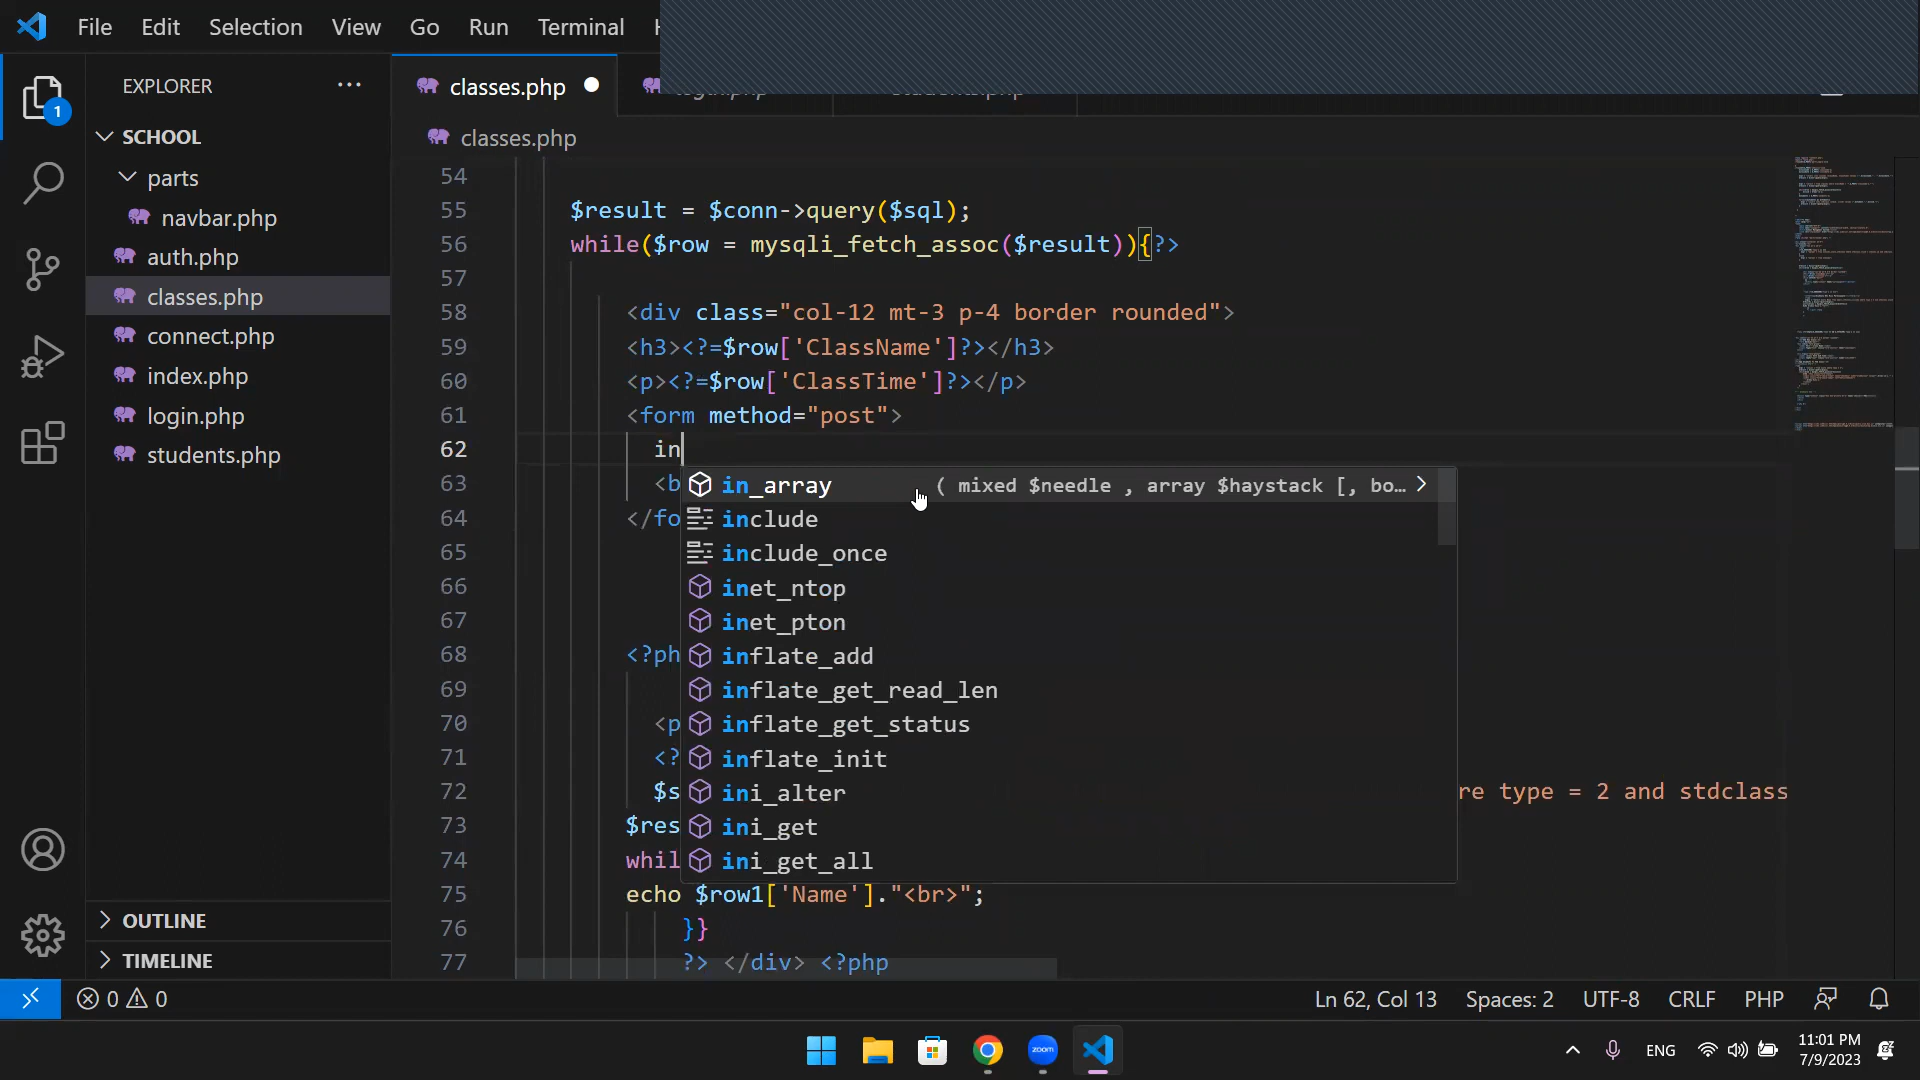 File Edit Selection View Go Run Terminal
EXPLORER
classes.php
1
SCHOOL
classes.php
parts
navbar.php
auth.php
classes.php
connect.php
index.php
login.php
students.php
54
55 $result = $conn->query($sql);
56 while($row = mysqli_fetch_assoc($result)){?>
57
58 <div class="col-12 mt-3 p-4 border rounded">
59 <h3><?=$row['ClassName']?></h3>
60 <p><?=$row['ClassTime']?></p>
61 <form method="post">
62 in
63 <b in_array ( mixed $needle , array $haystack [, bo…
64 </fo include
65 include_once
66 inet_ntop
67 inet_pton
68 <?ph inflate_add
69 inflate_get_read_len
70 <p inflate_get_status
71 <? inflate_init
72 $s ini_alter re type = 2 and stdclass
73 $res ini_get
74 whil ini_get_all
75 echo $row1['Name']."<br>";
76 }}
77 ?> </div> <?php
OUTLINE
TIMELINE
0 0 Ln 62, Col 13 Spaces: 2 UTF-8 CRLF PHP
zoom
ENG
11:01 PM
7/9/2023